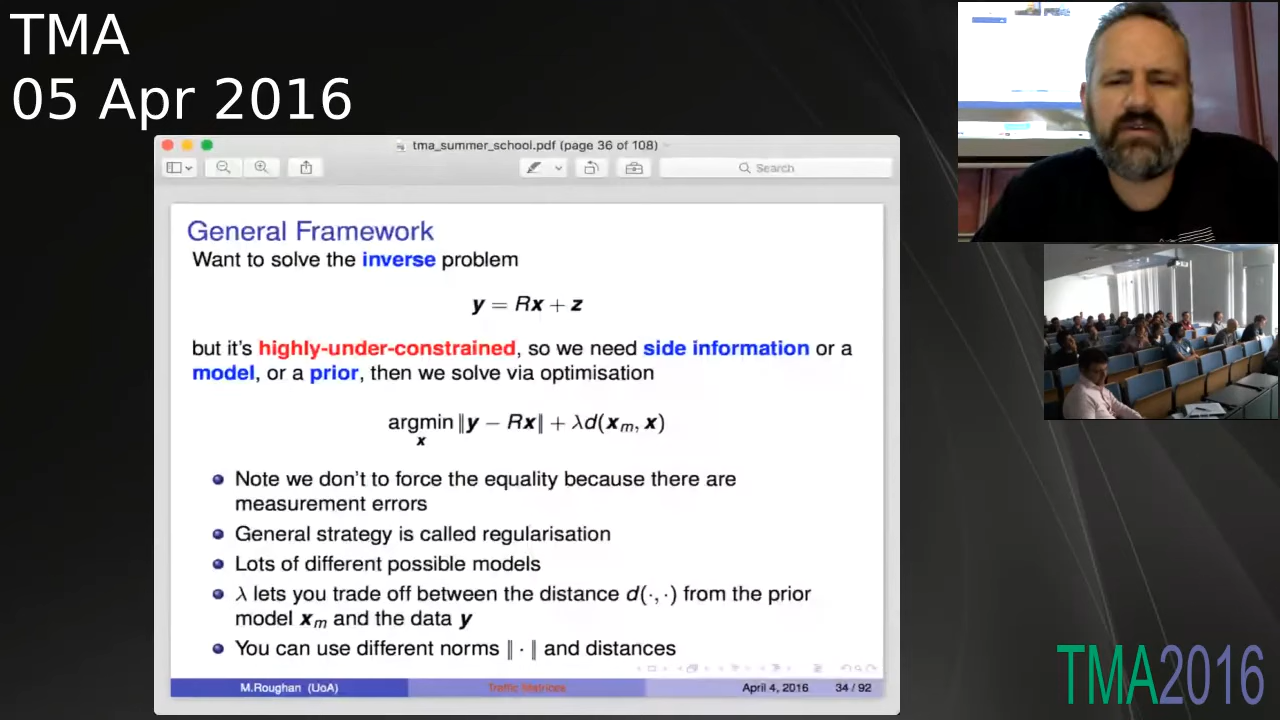 TMA
05 Apr 2016
tma_summer_school.pdf (page 36 of 108)
Search
General Framework
Want to solve the inverse problem
y = Rx + z
but it's highly-under-constrained, so we need side information or a
model, or a prior, then we solve via optimisation
argmin ‖y − Rx‖ + λd(xₘ, x)
x
Note we don't to force the equality because there are
measurement errors
General strategy is called regularisation
Lots of different possible models
λ lets you trade off between the distance d(·, ·) from the prior
model xₘ and the data y
You can use different norms ‖ · ‖ and distances
M.Roughan (UoA) Traffic Matrices April 4, 2016 34 / 92
TMA2016